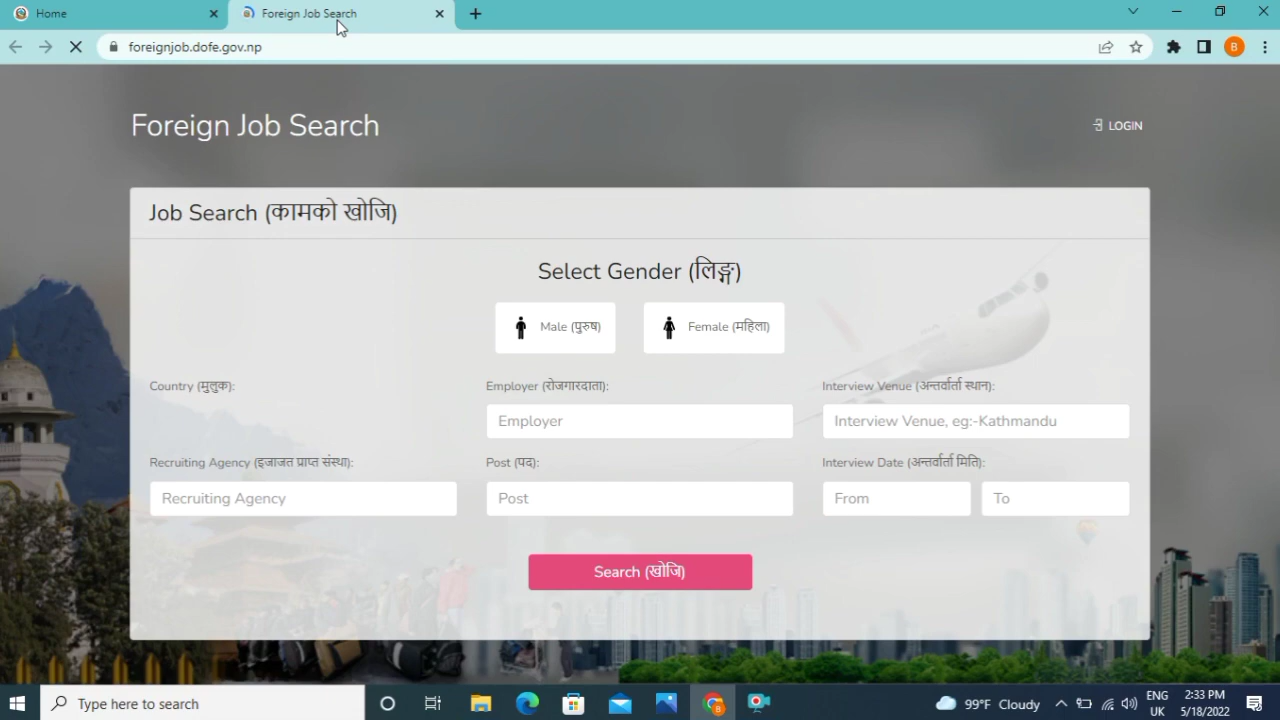 Home
Foreign Job Search
foreignjob.dofe.gov.np
B
Foreign Job Search
LOGIN
Job Search (कामको खोजि)
Select Gender (लिङ्ग)
Male (पुरुष)
Female (महिला)
Country (मुलुक):
Employer (रोजगारदाता):
Interview Venue (अन्तर्वार्ता स्थान):
Employer
Interview Venue, eg:-Kathmandu
Recruiting Agency (इजाजत प्राप्त संस्था):
Post (पद):
Interview Date (अन्तर्वार्ता मिति):
Recruiting Agency
Post
From
To
Search (खोजि)
Type here to search
B
99°F Cloudy
ENG
UK
2:33 PM
5/18/2022